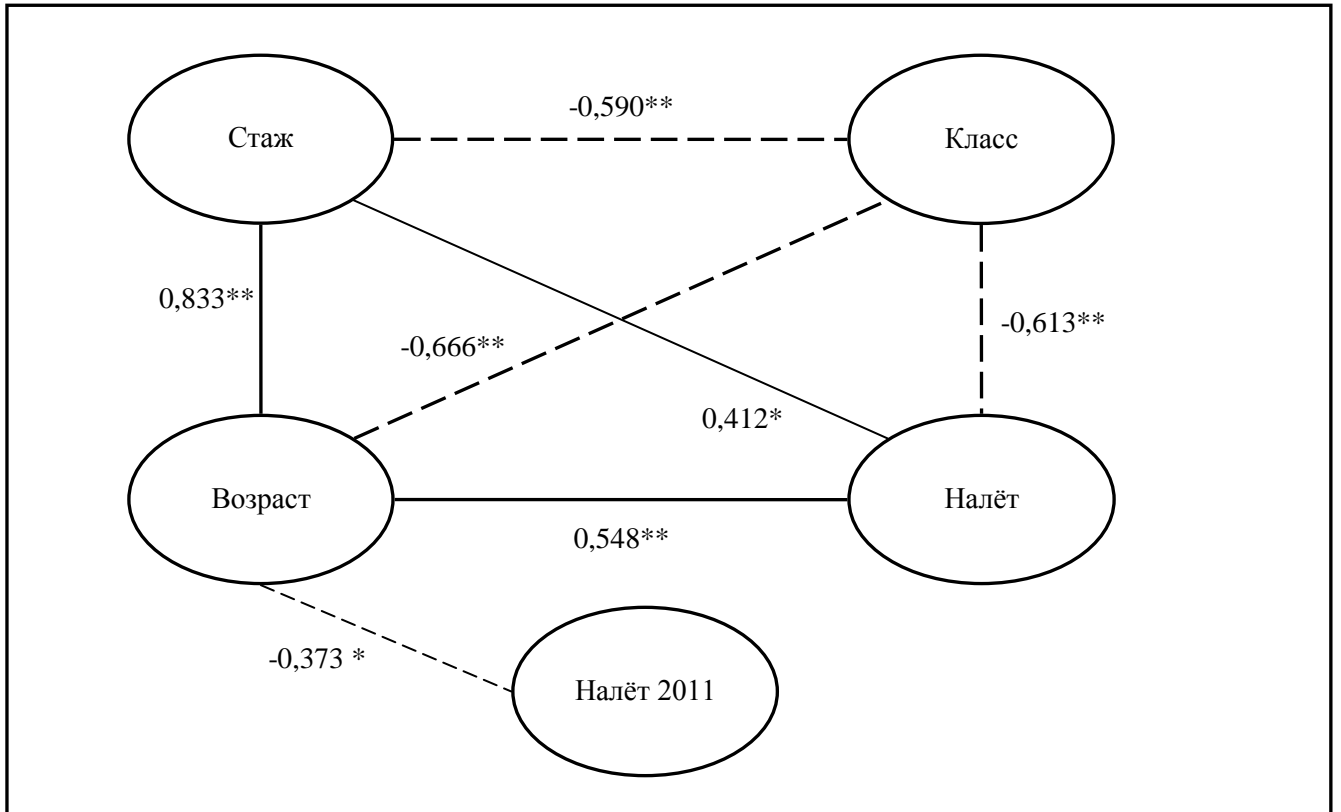 -0,590**
Стаж
Класс
0,833**
-0,613**
-0,666**
0,412*
Возраст
Налёт
0,548**
-0,373 *
Налёт 2011